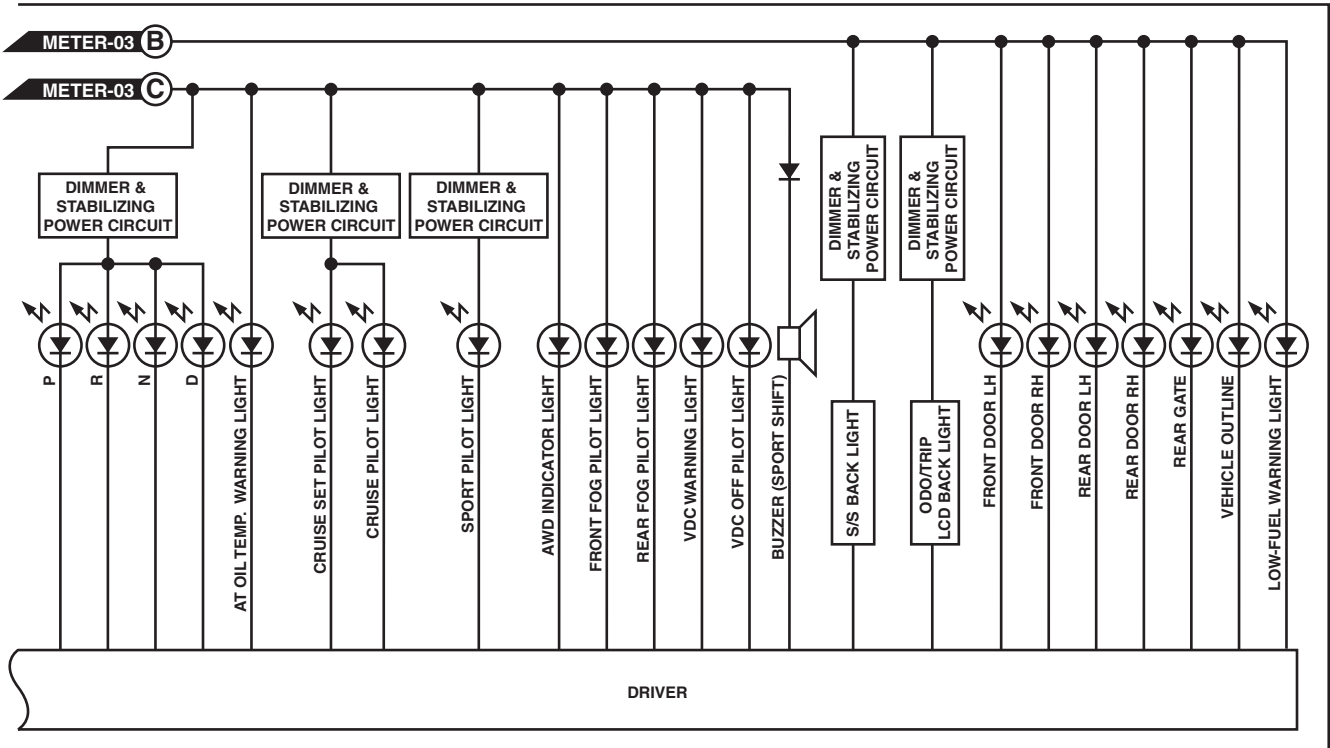 METER-03 B
METER-03 C
DIMMER &
STABILIZING
POWER CIRCUIT
DIMMER &
STABILIZING
POWER CIRCUIT
DIMMER &
STABILIZING
POWER CIRCUIT
DIMMER &
STABILIZING
POWER CIRCUIT
DIMMER &
STABILIZING
POWER CIRCUIT
P
R
N
D
AT OIL TEMP. WARNING LIGHT
CRUISE SET PILOT LIGHT
CRUISE PILOT LIGHT
SPORT PILOT LIGHT
AWD INDICATOR LIGHT
FRONT FOG PILOT LIGHT
REAR FOG PILOT LIGHT
VDC WARNING LIGHT
VDC OFF PILOT LIGHT
BUZZER (SPORT SHIFT)
S/S BACK LIGHT
ODO/TRIP
LCD BACK LIGHT
FRONT DOOR LH
FRONT DOOR RH
REAR DOOR LH
REAR DOOR RH
REAR GATE
VEHICLE OUTLINE
LOW-FUEL WARNING LIGHT
DRIVER